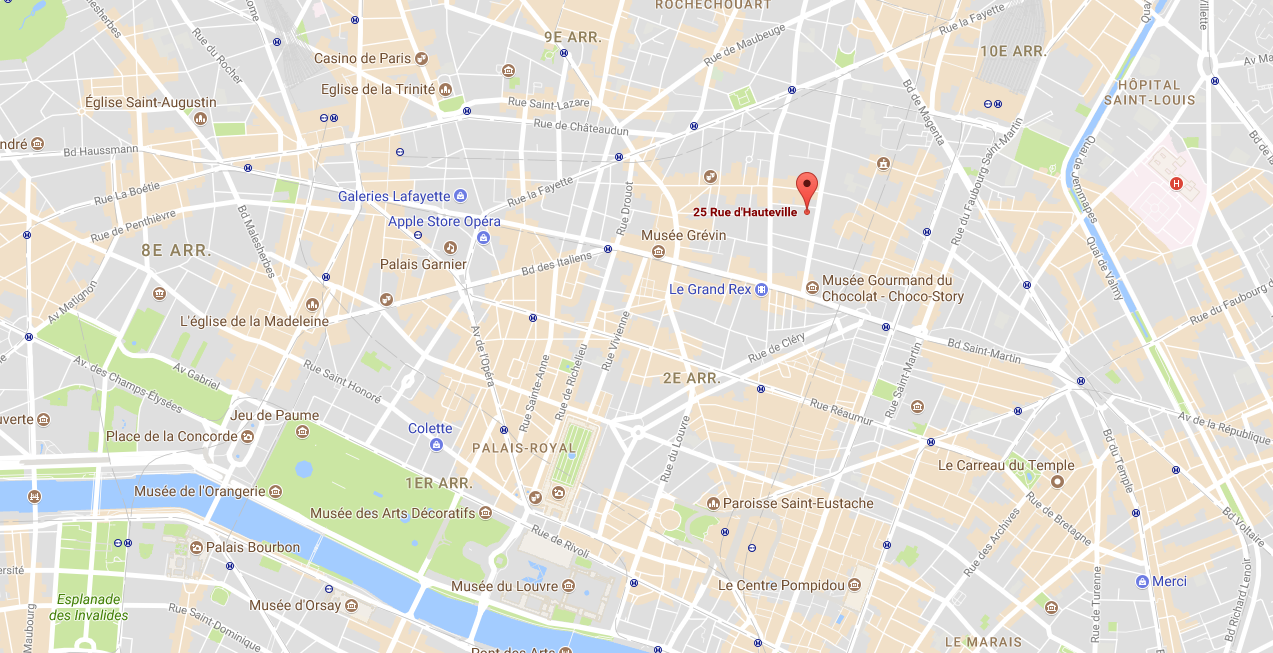 ROCHECHOUART
Rue la Fayette
Malesherbes
9E ARR.
Rue de Maubeuge
10E ARR.
Casino de Paris
Rue du Rocher
HÔPITAL
SAINT-LOUIS
Eglise de la Trinité
Bd de Magenta
Église Saint-Augustin
Rue Saint-Lazare
Rue de Châteaudun
Rue du Faubourg Saint-Martin
Quai de Jemmapes
Bd Haussmann
Rue La Boétie
Galeries Lafayette
Rue la Fayette
Rue Drouot
H
Apple Store Opéra
25 Rue d'Hauteville
Rue de Penthièvre
Bd Malesherbes
Musée Grévin
8E ARR.
Palais Garnier
Bd des Italiens
Quai de Valmy
Av Matignon
Le Grand Rex
Musée Gourmand du
Chocolat - Choco-Story
Rue du Faubourg du
L'église de la Madeleine
Rue Vivienne
Rue de Cléry
Bd Saint-Martin
Av de l'Opéra
Rue Sainte-Anne
Rue de Richelieu
Rue Saint-Martin
Av. des Champs-Elysées
Av Gabriel
Rue Saint Honoré
2E ARR.
Rue Réaumur
Jeu de Paume
Av de la République
Place de la Concorde
Colette
PALAIS-ROYAL
Rue du Louvre
Bd du Temple
Le Carreau du Temple
1ER ARR.
Musée de l'Orangerie
Musée des Arts Décoratifs
Paroisse Saint-Eustache
Rue de Bretagne
Bd Voltaire
Rue des Archives
Rue de Rivoli
Palais Bourbon
Musée du Louvre
Le Centre Pompidou
Merci
Esplanade
des Invalides
Musée d'Orsay
Rue Saint-Dominique
Rue de Turenne
Bd Richard Lenoir
LE MARAIS
Pont des Arts